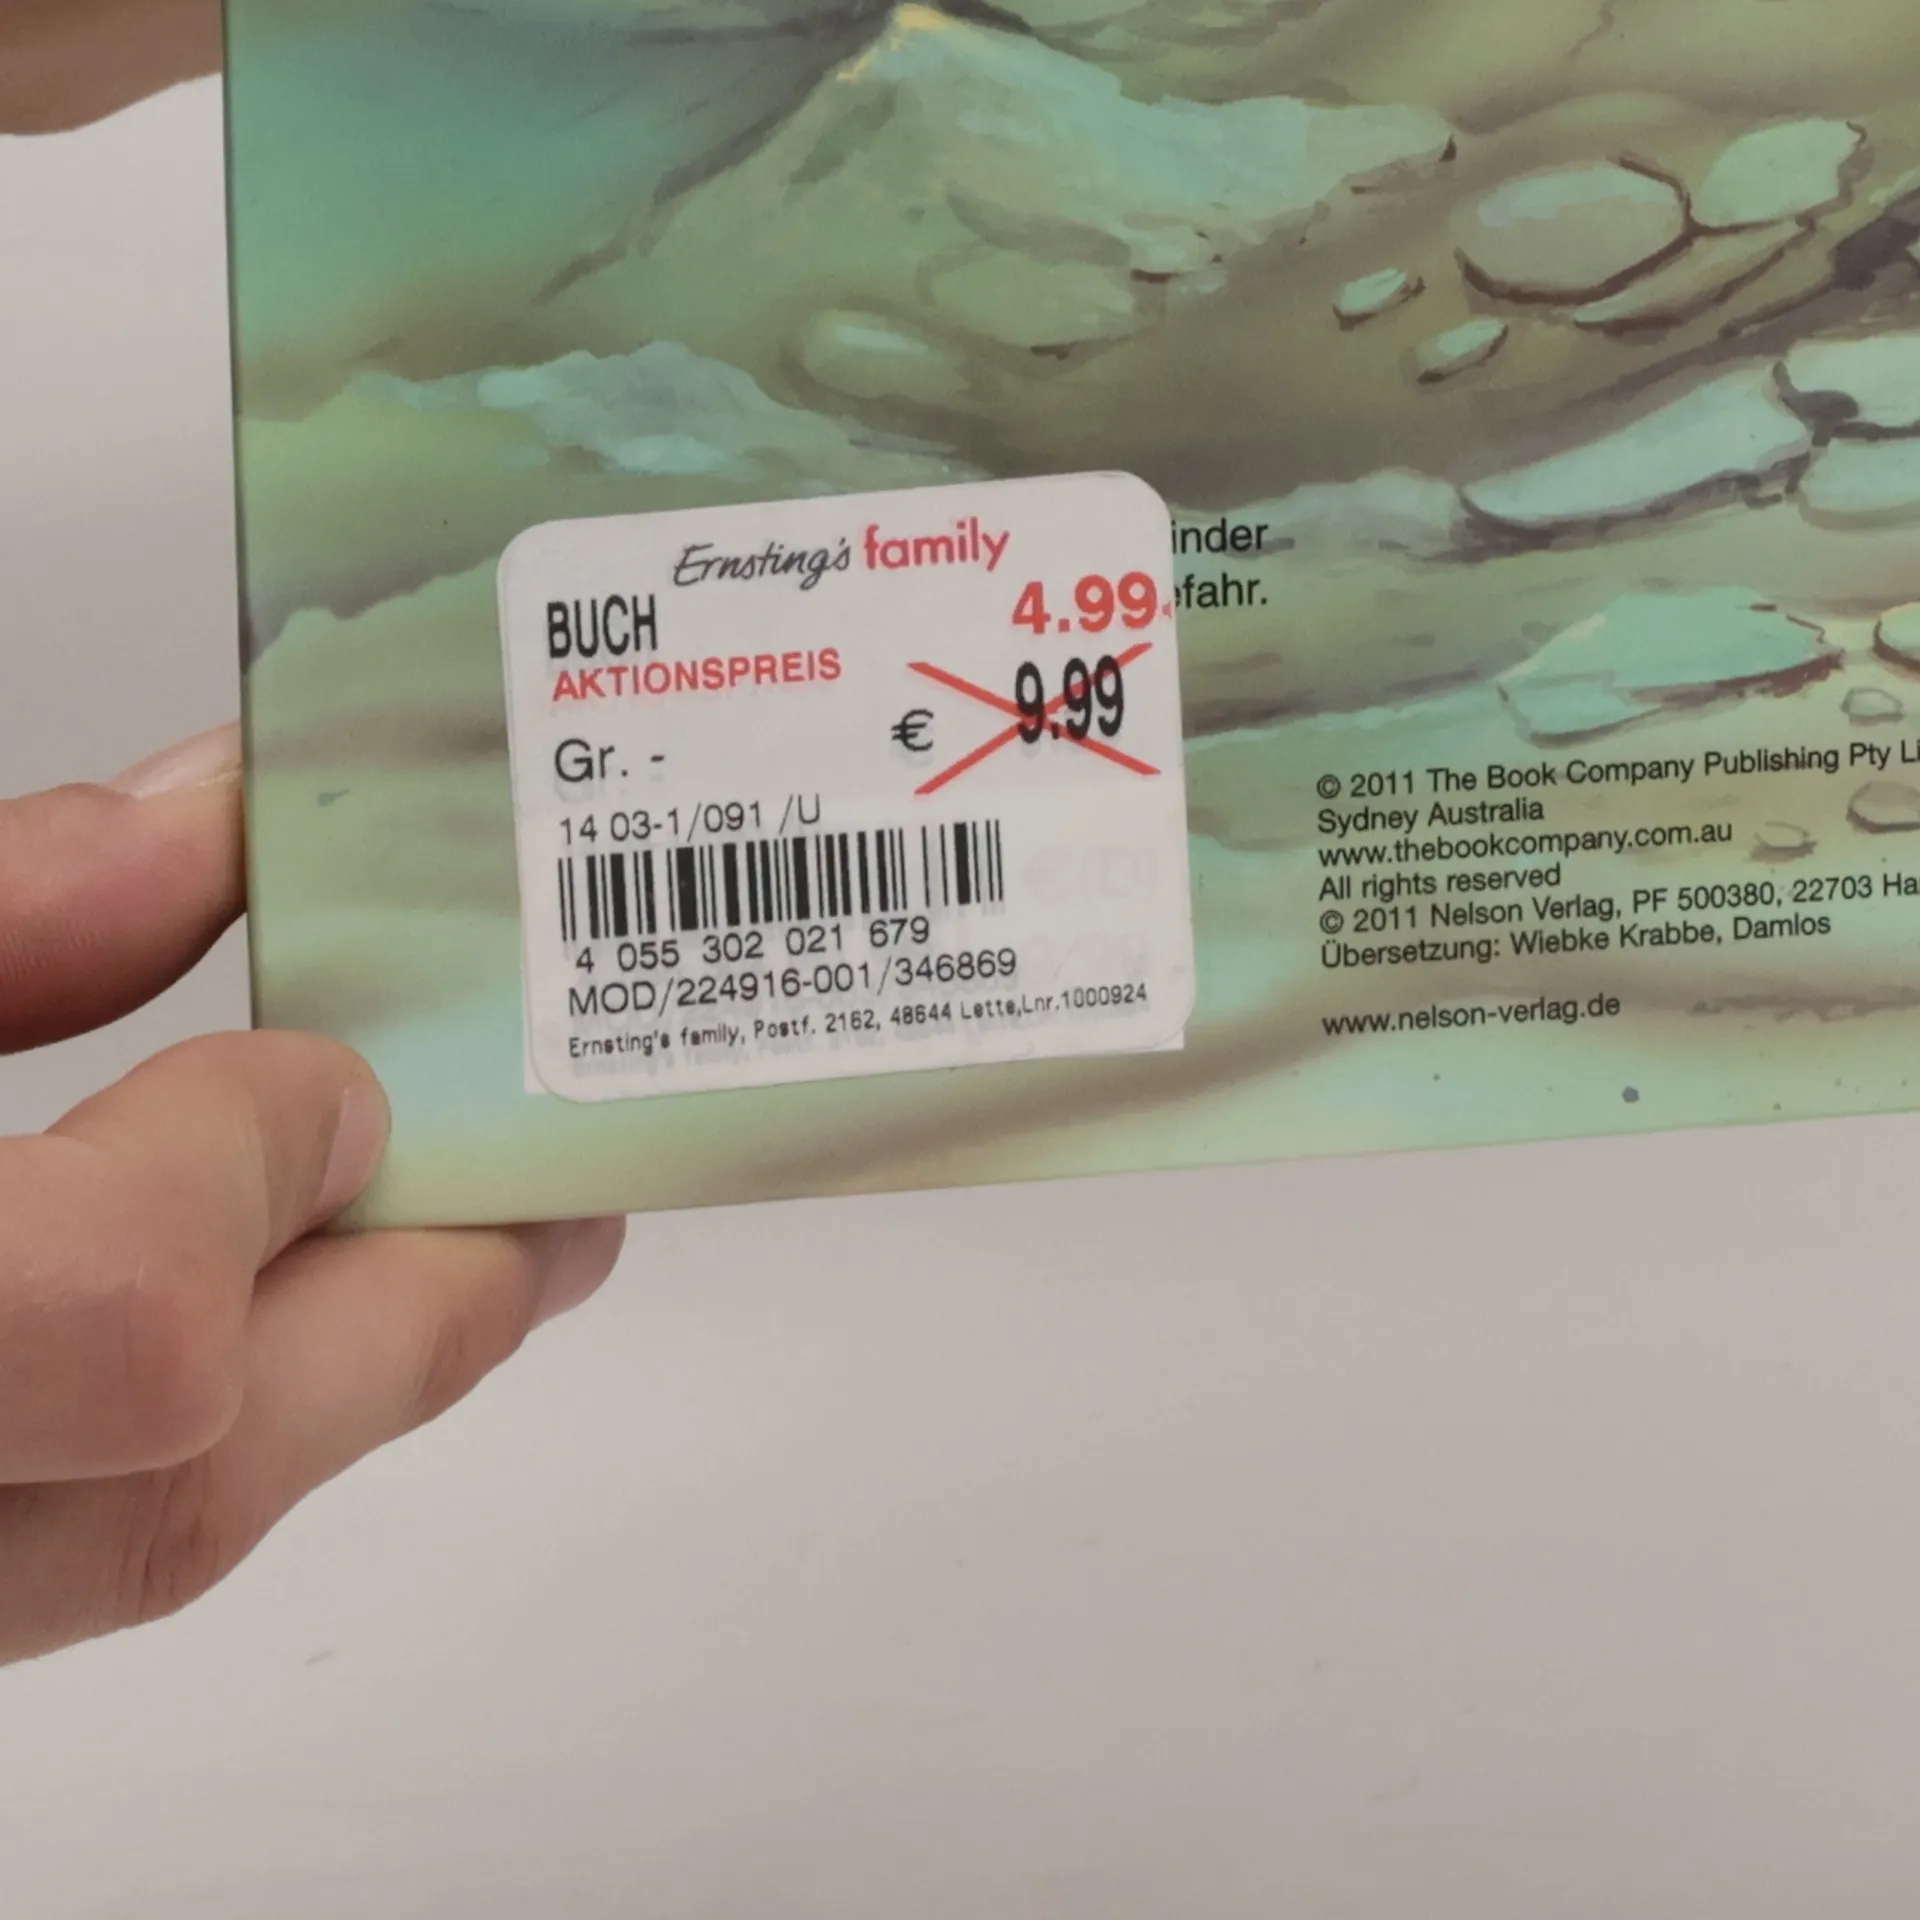 Ernsting's family
BUCH
4.99
AKTIONSPREIS
€ 9.99
Gr. -
14 03-1/091 /U
4 055 302 021 679
MOD/224916-001/346869
Ernsting's family, Postf. 2162, 48644 Lette,Lnr.1000924
inder
efahr.
© 2011 The Book Company Publishing Pty Li
Sydney Australia
www.thebookcompany.com.au
All rights reserved
© 2011 Nelson Verlag, PF 500380, 22703 Ha
Übersetzung: Wiebke Krabbe, Damlos
www.nelson-verlag.de